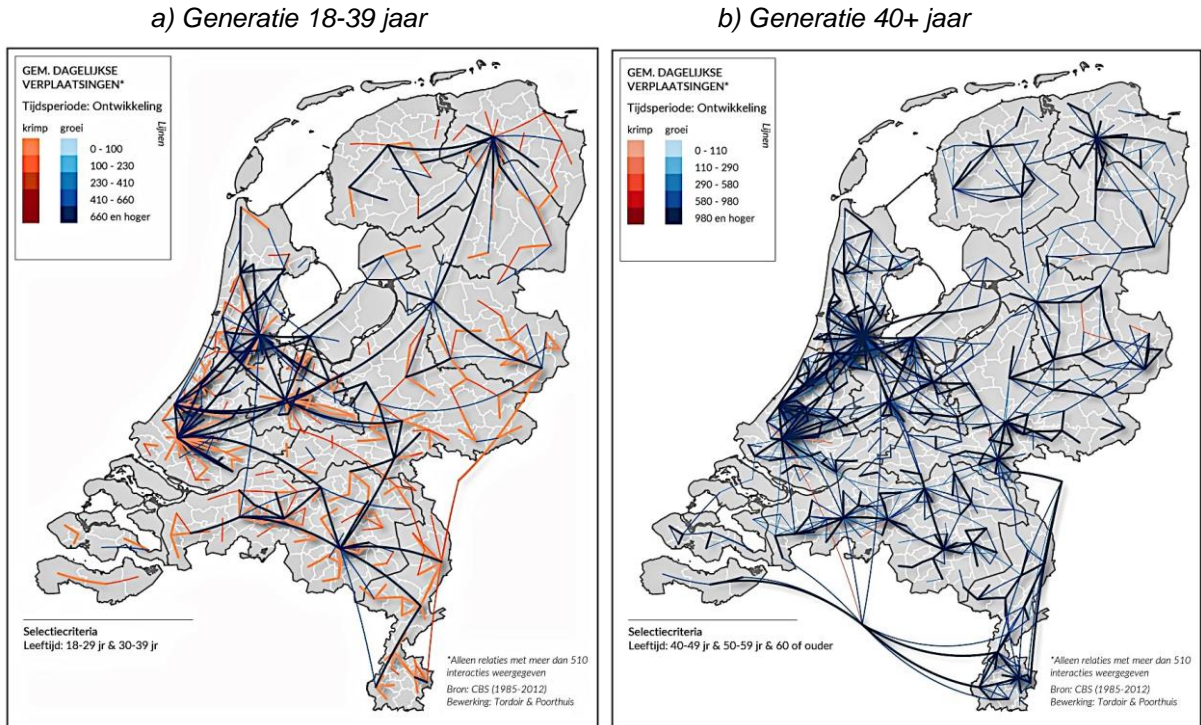 a) Generatie 18-39 jaar
GEM. DAGELIJKSE
VERPLAATSINGEN*
Tijdsperiode: Ontwikkeling
krimp groei Lijnen
0 - 100
100 - 230
230 - 410
410 - 660
660 en hoger
Selectiecriteria
Leeftijd: 18-29 jr & 30-39 jr
*Alleen relaties met meer dan 510
interacties weergegeven
Bron: CBS (1985-2012)
Bewerking: Tordoir & Poorthuis
b) Generatie 40+ jaar
GEM. DAGELIJKSE
VERPLAATSINGEN*
Tijdsperiode: Ontwikkeling
krimp groei Lijnen
0 - 110
110 - 290
290 - 580
580 - 980
980 en hoger
Selectiecriteria
Leeftijd: 40-49 jr & 50-59 jr & 60 of ouder
*Alleen relaties met meer dan 510
interacties weergegeven
Bron: CBS (1985-2012)
Bewerking: Tordoir & Poorthuis